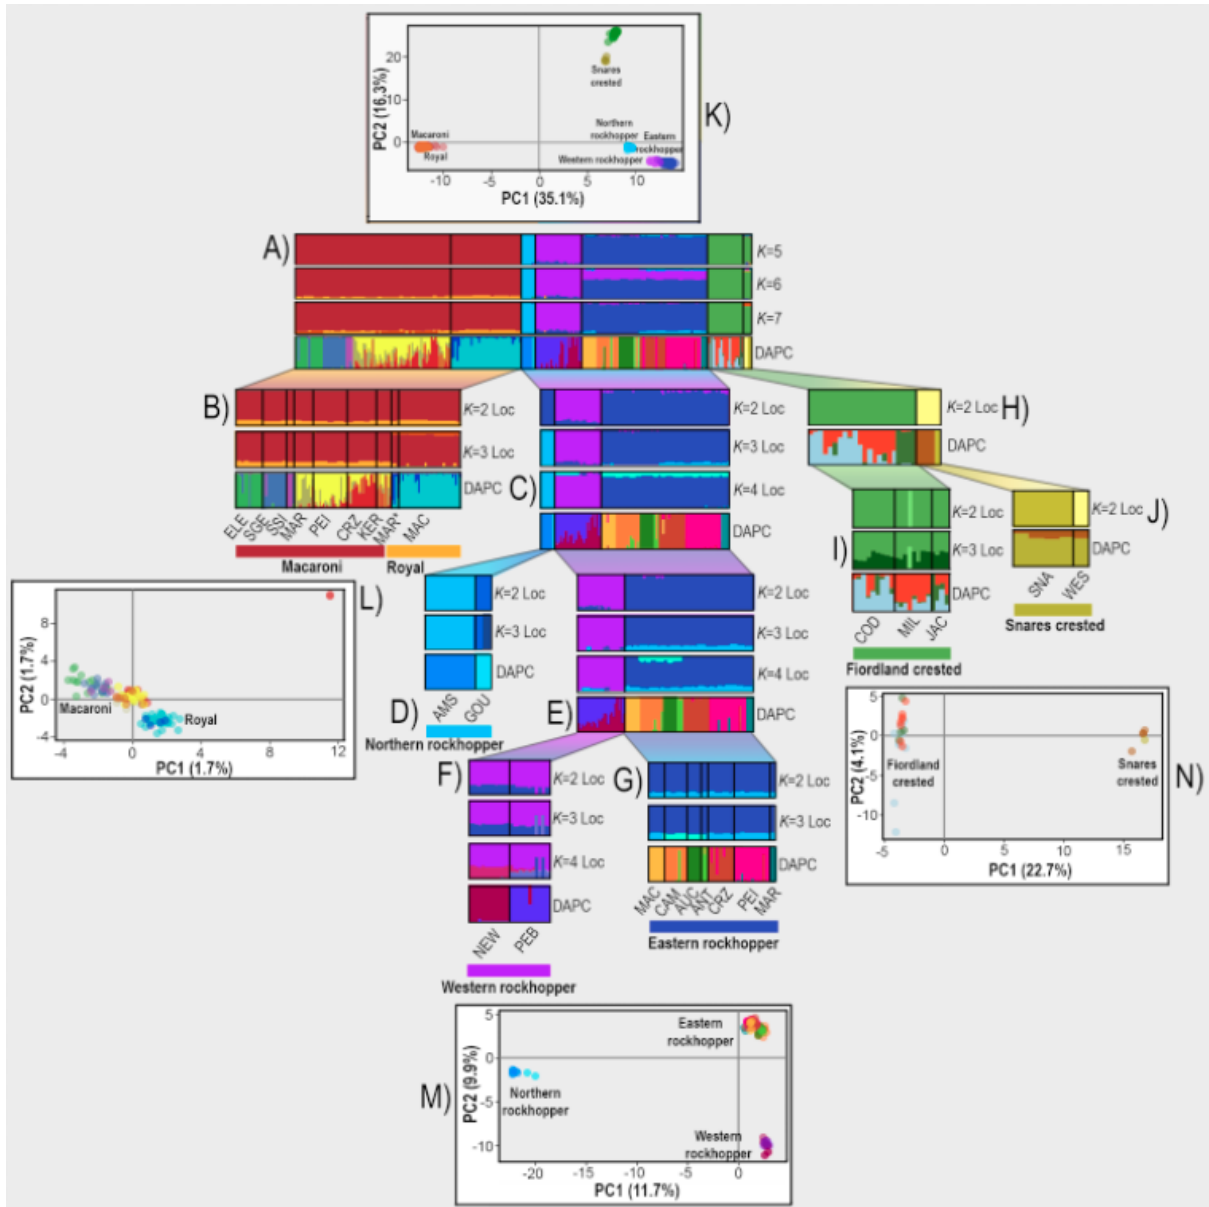 K)
PC2 (16.3%)
20
10
0
Snares
crested
Northern
rockhopper
Eastern
rockhopper
Macaroni
Royal
Western rockhopper
-10
-5
0
5
10
PC1 (35.1%)
A)
K=5
K=6
K=7
DAPC
B)
K=2 Loc
K=3 Loc
DAPC
ELE
SGE
SSI
MAR
PEI
CRZ
KER
MAR*
MAC
Macaroni
Royal
C)
K=2 Loc
K=3 Loc
K=4 Loc
DAPC
H)
K=2 Loc
DAPC
I)
K=2 Loc
K=3 Loc
DAPC
COD
MIL
JAC
Fiordland crested
J)
K=2 Loc
DAPC
SNA
WES
Snares crested
L)
PC2 (1.7%)
8
4
0
-4
Macaroni
Royal
-4
0
4
8
12
PC1 (1.7%)
D)
K=2 Loc
K=3 Loc
DAPC
AMS
GOU
Northern rockhopper
E)
K=2 Loc
K=3 Loc
K=4 Loc
DAPC
F)
K=2 Loc
K=3 Loc
K=4 Loc
DAPC
NEW
PEB
Western rockhopper
G)
K=2 Loc
K=3 Loc
DAPC
MAC
CAM
AUC
ANT
CRZ
PEI
MAR
Eastern rockhopper
N)
PC2 (4.1%)
5
0
-5
-10
Fiordland
crested
Snares
crested
-5
0
5
10
15
PC1 (22.7%)
M)
PC2 (9.9%)
5
0
-5
-10
Eastern
rockhopper
Northern
rockhopper
Western
rockhopper
-20
-15
-10
-5
0
PC1 (11.7%)